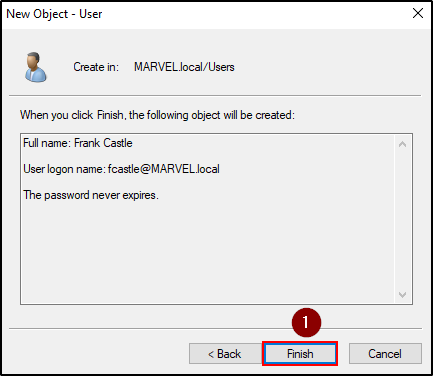 New Object - User
Create in: MARVEL.local/Users
When you click Finish, the following object will be created:
Full name: Frank Castle
User logon name: fcastle@MARVEL.local
The password never expires.
1
< Back Finish Cancel